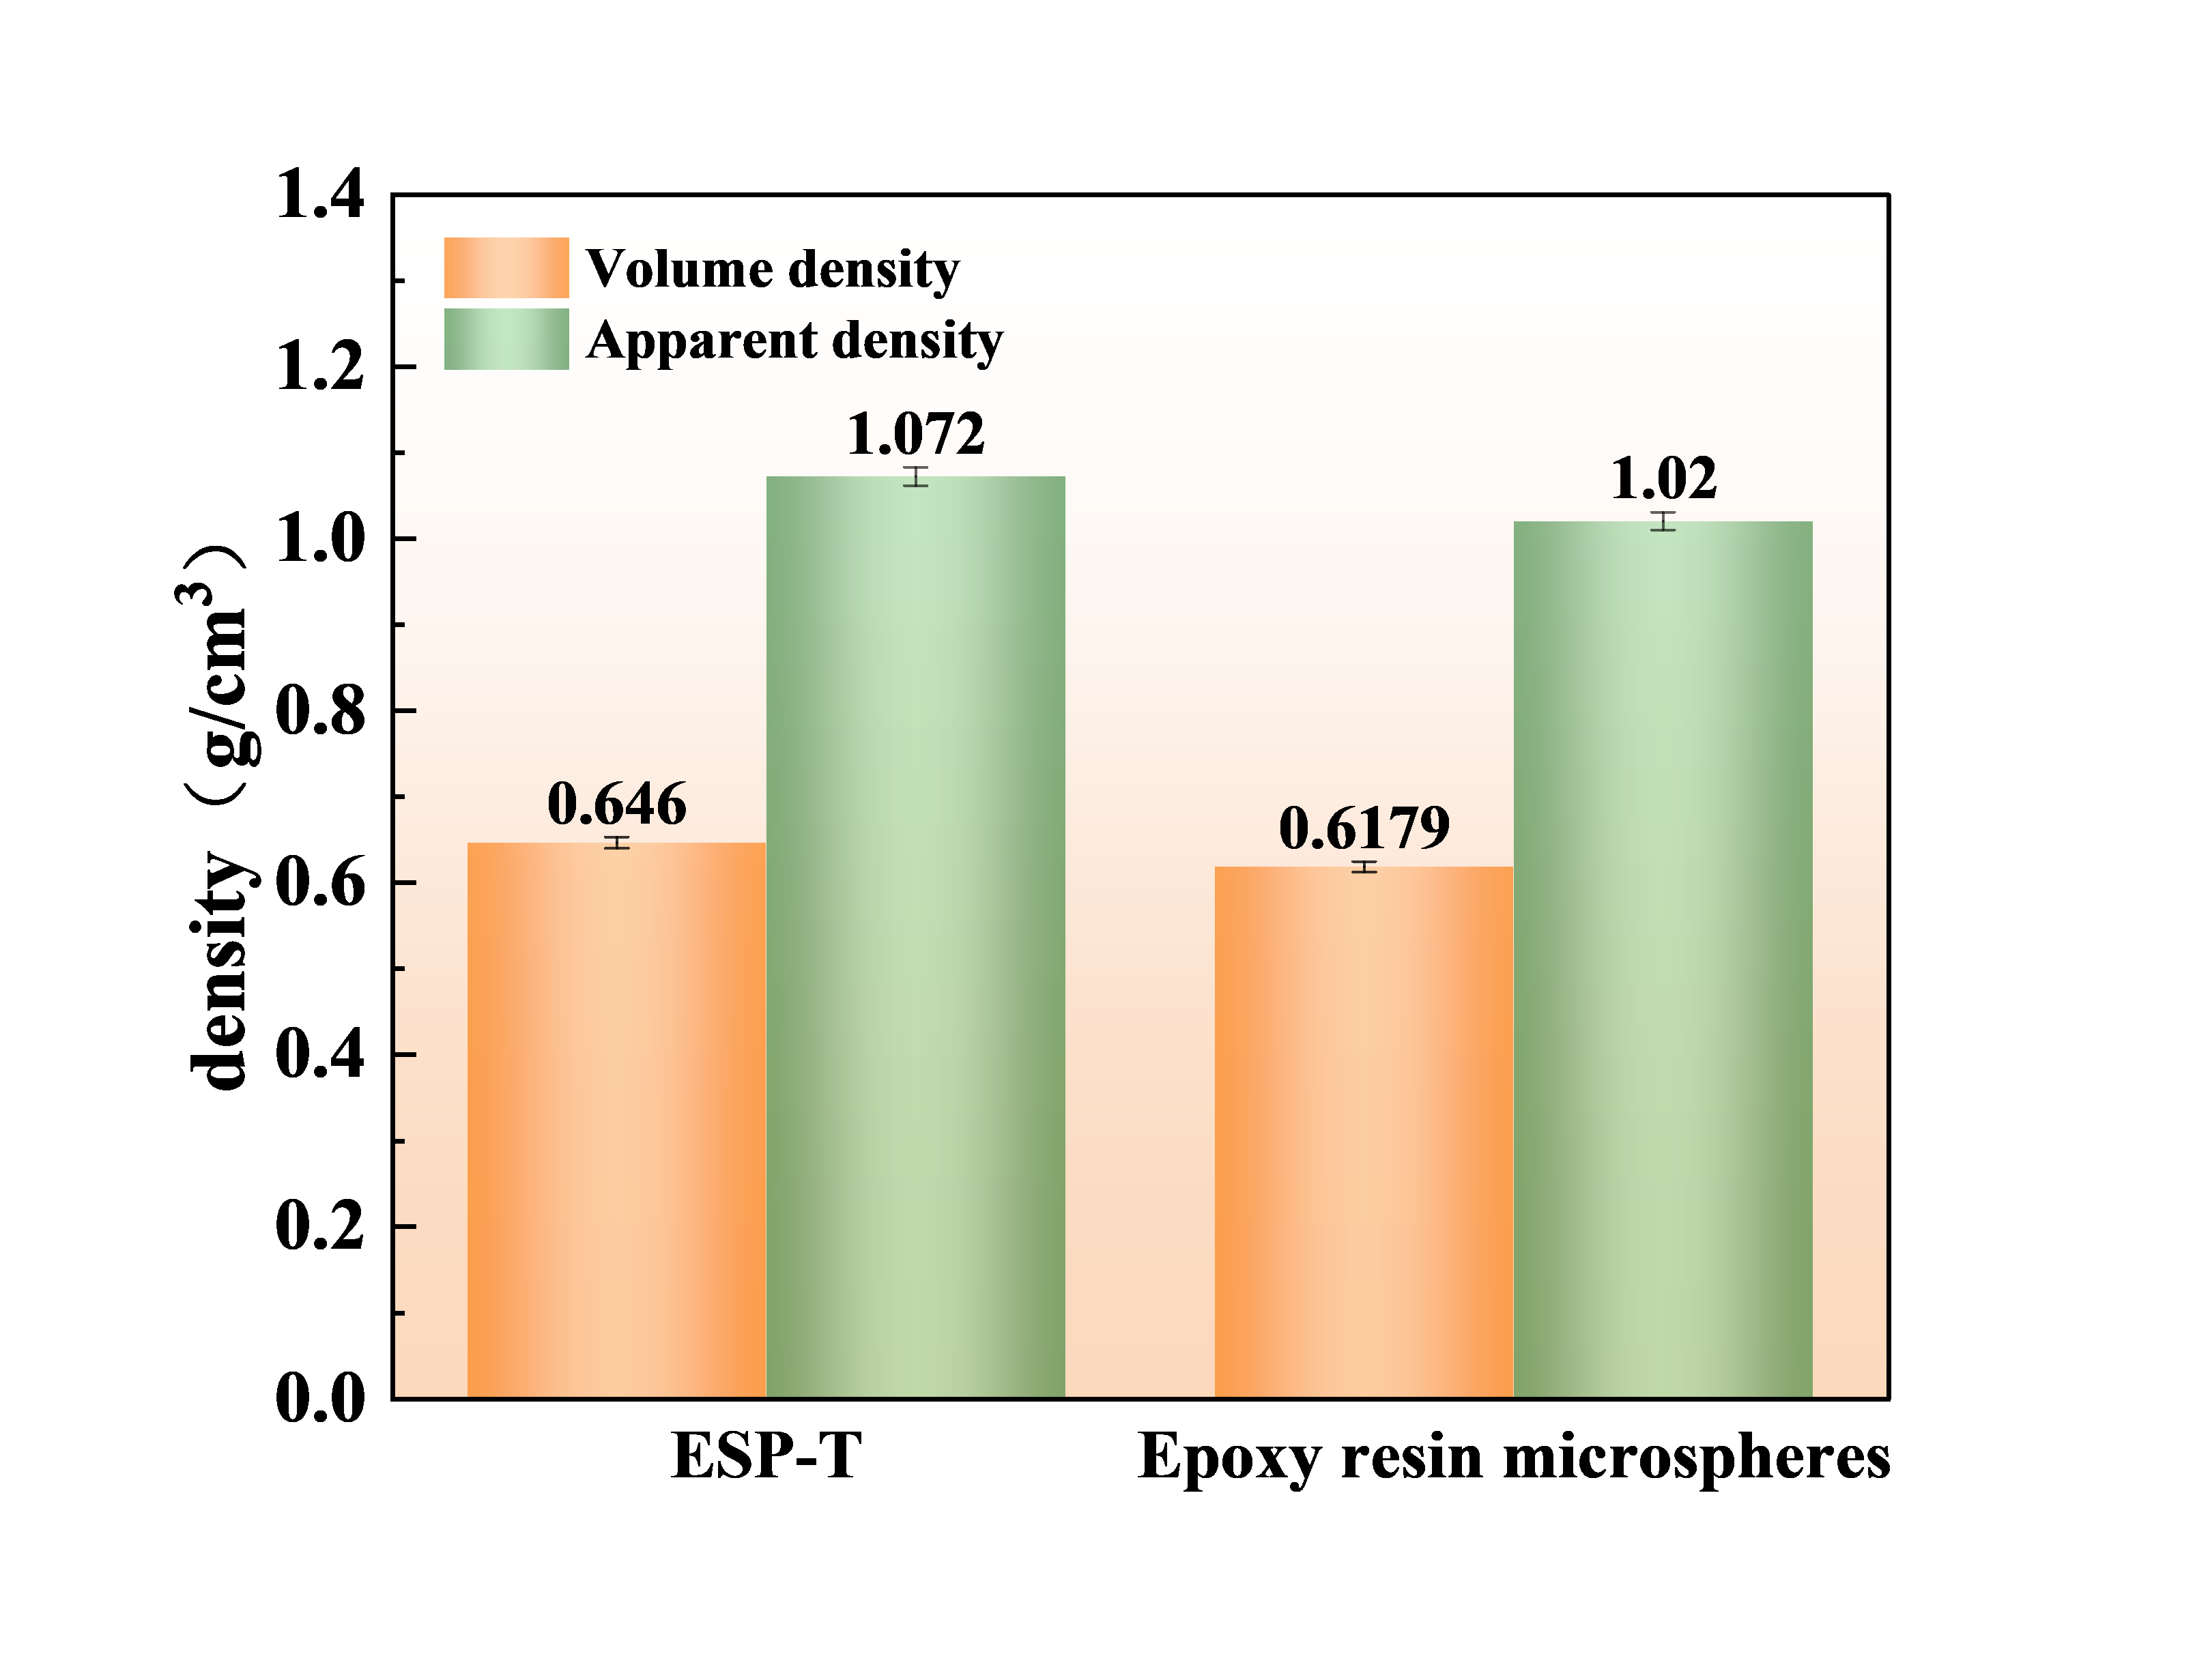 density（g/cm³）
1.4
1.2
1.0
0.8
0.6
0.4
0.2
0.0
Volume density
Apparent density
0.646
1.072
0.6179
1.02
ESP-T
Epoxy resin microspheres